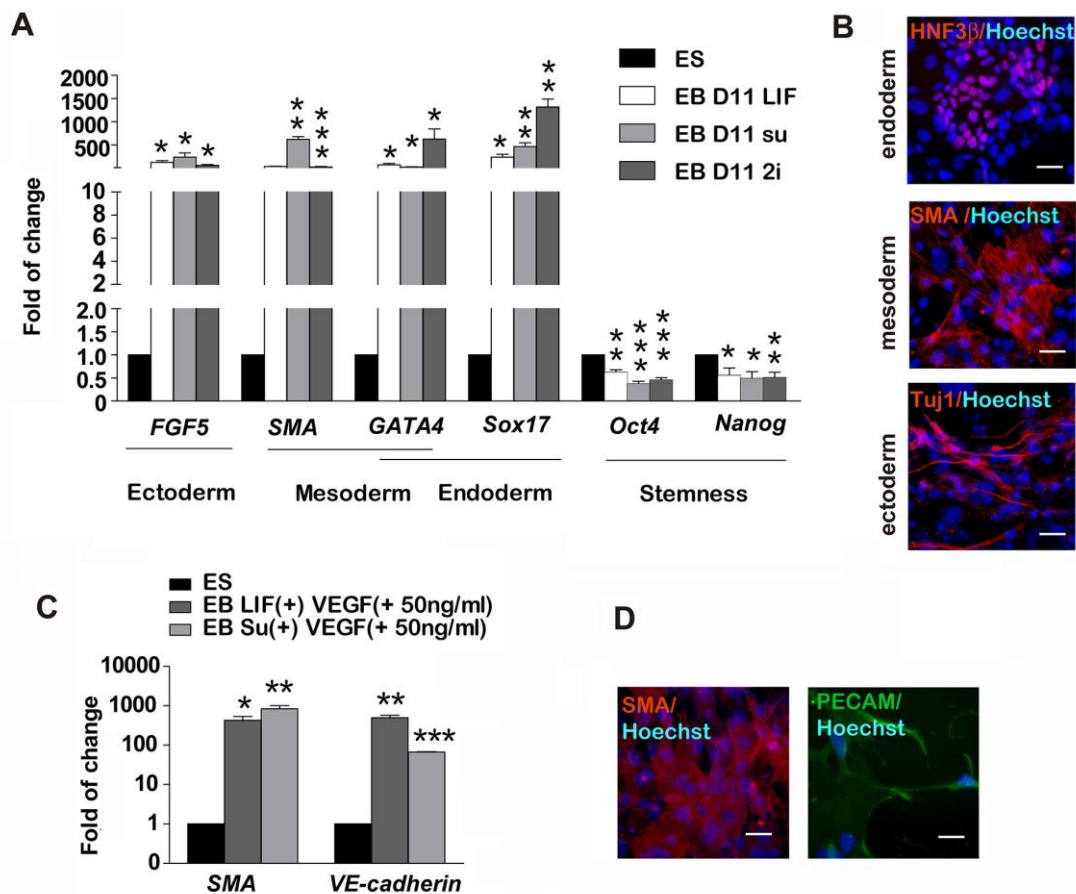 A
2000
1500
1000
500
10
8
6
4
2
2.0
1.5
1.0
0.5
0
Fold of change
* * * ** *** * * * * ** ** ** *** *** * * **
ES
EB D11 LIF
EB D11 su
EB D11 2i
FGF5 SMA GATA4 Sox17 Oct4 Nanog
Ectoderm Mesoderm Endoderm Stemness
B
HNF3β/Hoechst
endoderm
SMA /Hoechst
mesoderm
Tuj1/Hoechst
ectoderm
C
ES
EB LIF(+) VEGF(+ 50ng/ml)
EB Su(+) VEGF(+ 50ng/ml)
10000
1000
100
10
1
0
Fold of change
* ** ** ***
SMA VE-cadherin
D
SMA/
Hoechst
PECAM/
Hoechst